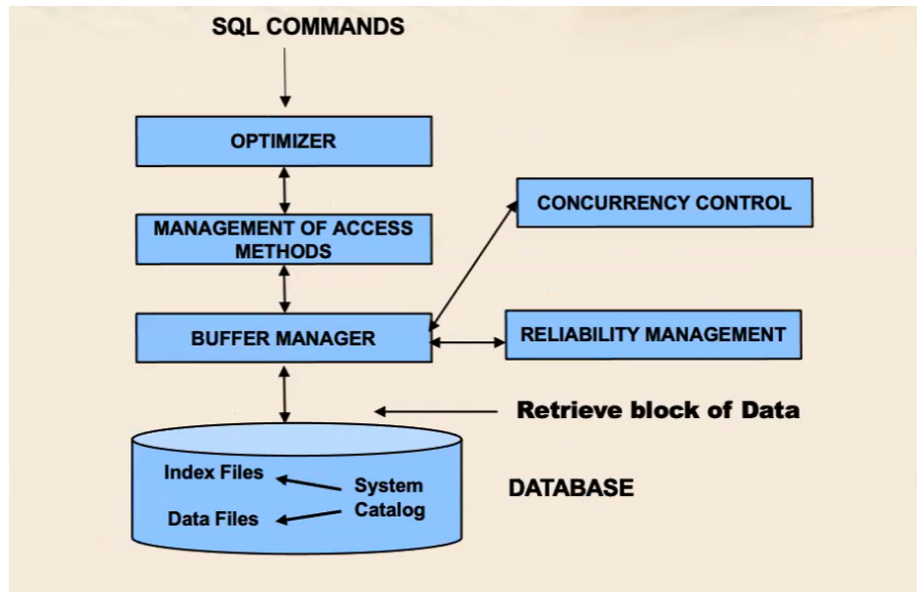 SQL COMMANDS
OPTIMIZER
MANAGEMENT OF ACCESS
METHODS
CONCURRENCY CONTROL
BUFFER MANAGER
RELIABILITY MANAGEMENT
Retrieve block of Data
Index Files
System
Catalog
Data Files
DATABASE